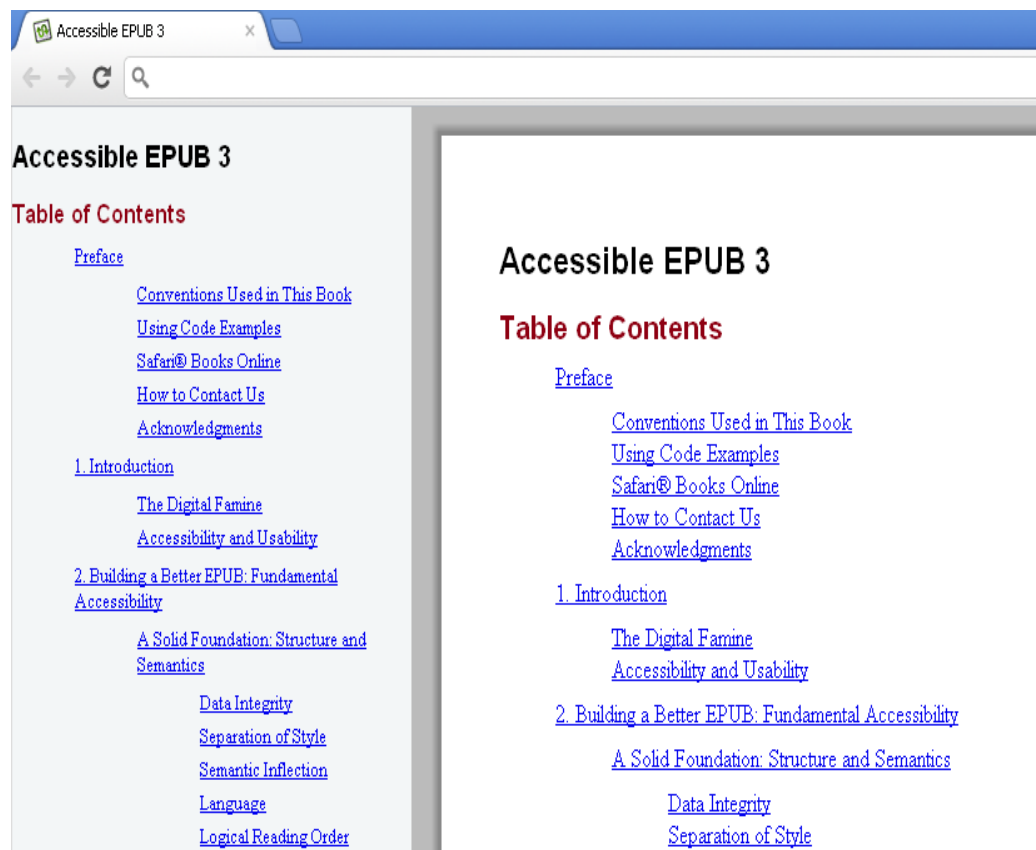 Accessible EPUB 3
Accessible EPUB 3
Table of Contents
Preface
Conventions Used in This Book
Using Code Examples
Safari® Books Online
How to Contact Us
Acknowledgments
1. Introduction
The Digital Famine
Accessibility and Usability
2. Building a Better EPUB: Fundamental
Accessibility
A Solid Foundation: Structure and
Semantics
Data Integrity
Separation of Style
Semantic Inflection
Language
Logical Reading Order
Accessible EPUB 3
Table of Contents
Preface
Conventions Used in This Book
Using Code Examples
Safari® Books Online
How to Contact Us
Acknowledgments
1. Introduction
The Digital Famine
Accessibility and Usability
2. Building a Better EPUB: Fundamental Accessibility
A Solid Foundation: Structure and Semantics
Data Integrity
Separation of Style